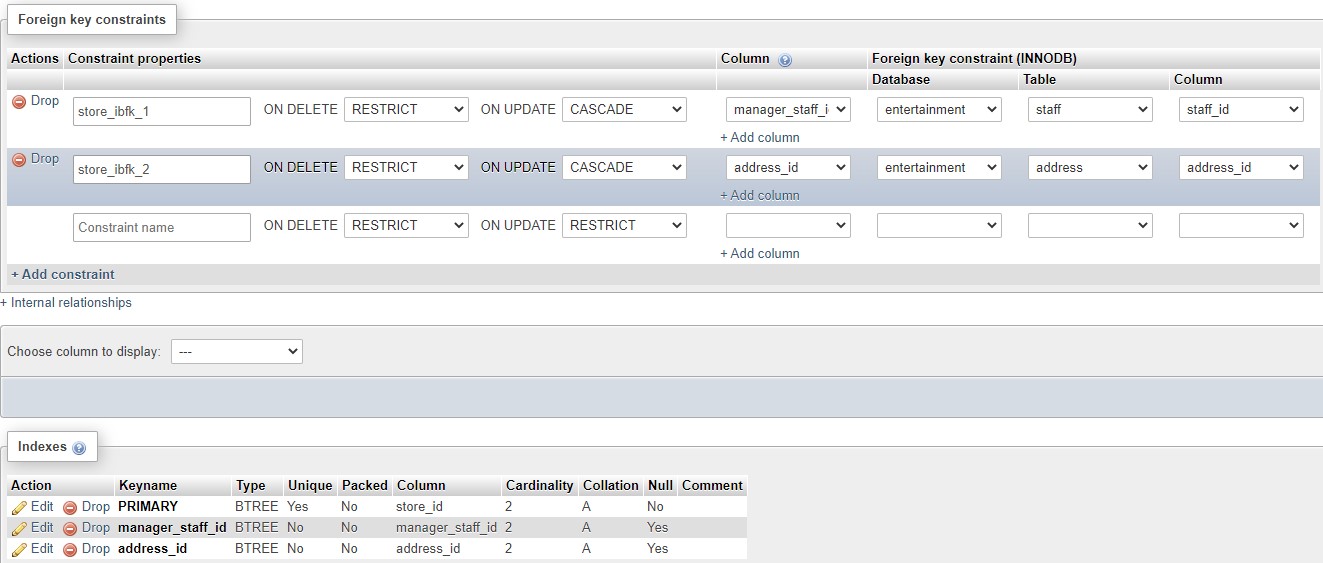 Foreign key constraints
Actions Constraint properties Column Foreign key constraint (INNODB)
Database Table Column
Drop store_ibfk_1 ON DELETE RESTRICT ON UPDATE CASCADE manager_staff_i entertainment staff staff_id
+ Add column
Drop store_ibfk_2 ON DELETE RESTRICT ON UPDATE CASCADE address_id entertainment address address_id
+ Add column
Constraint name ON DELETE RESTRICT ON UPDATE RESTRICT
+ Add column
+ Add constraint
+ Internal relationships
Choose column to display: ---
Indexes
Action Keyname Type Unique Packed Column Cardinality Collation Null Comment
Edit Drop PRIMARY BTREE Yes No store_id 2 A No
Edit Drop manager_staff_id BTREE No No manager_staff_id 2 A Yes
Edit Drop address_id BTREE No No address_id 2 A Yes